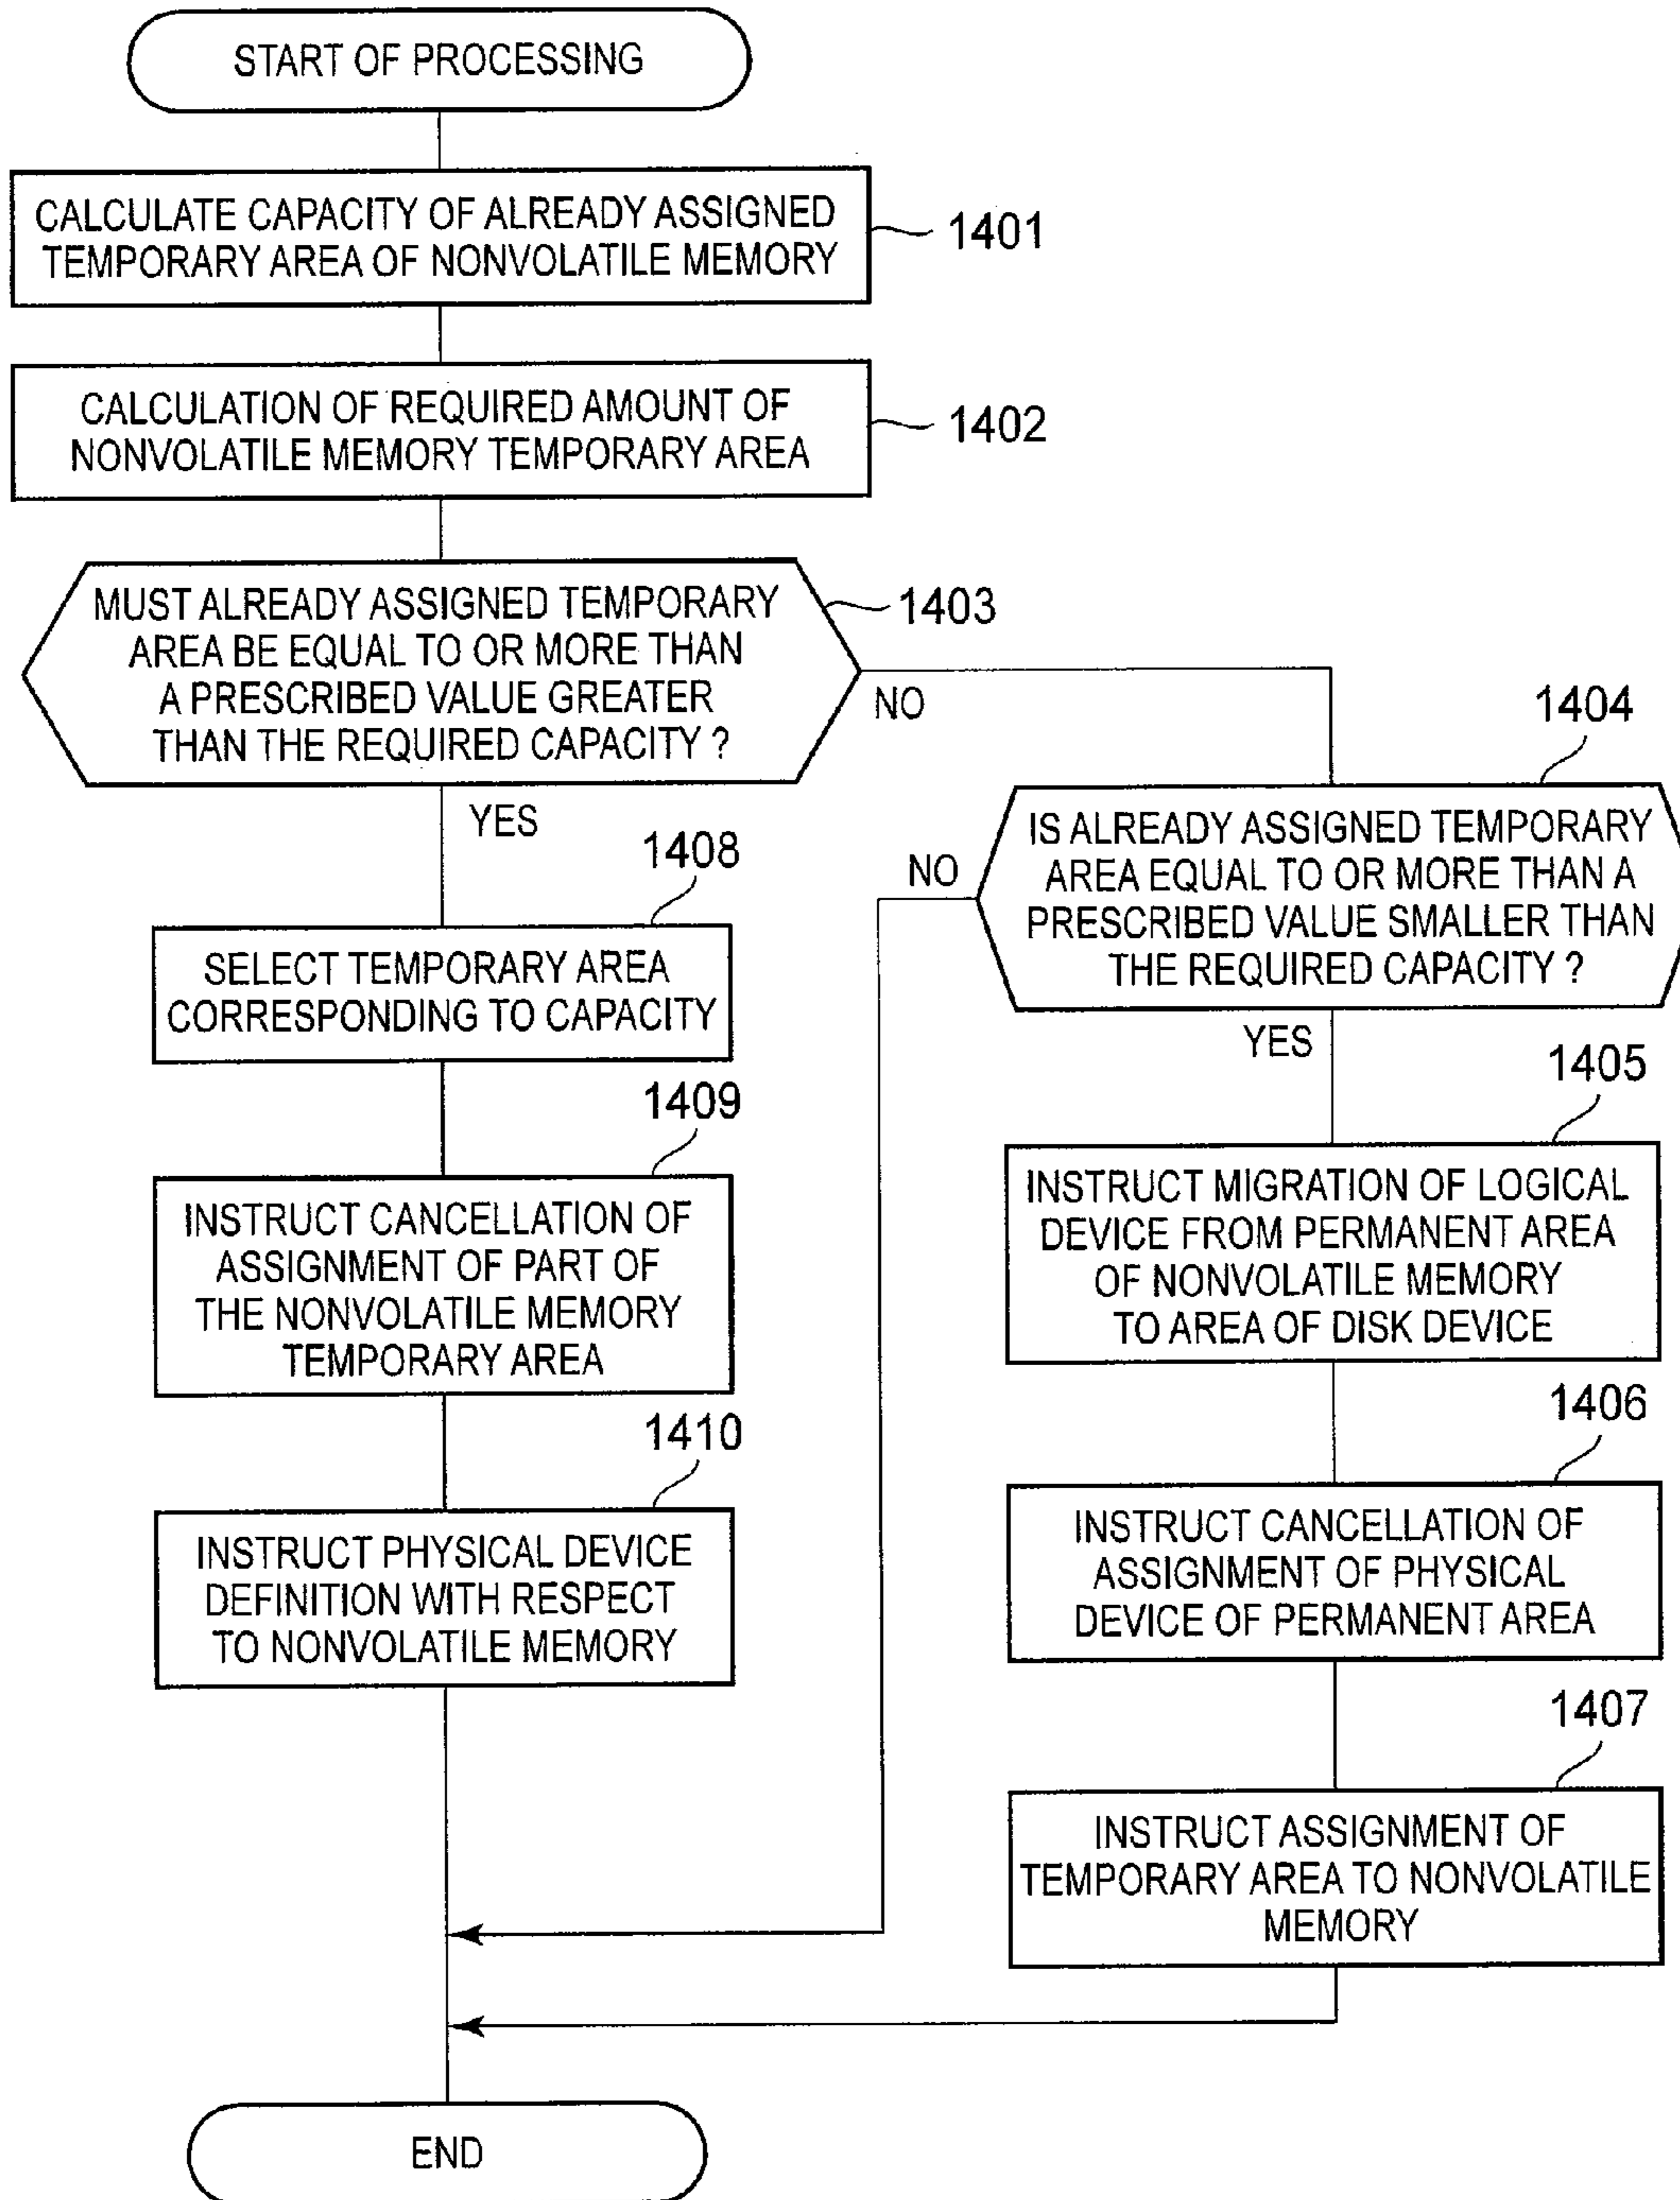 START OF PROCESSING
CALCULATE CAPACITY OF ALREADY ASSIGNED
TEMPORARY AREA OF NONVOLATILE MEMORY
1401
CALCULATION OF REQUIRED AMOUNT OF
NONVOLATILE MEMORY TEMPORARY AREA
1402
MUST ALREADY ASSIGNED TEMPORARY
AREA BE EQUAL TO OR MORE THAN
A PRESCRIBED VALUE GREATER
THAN THE REQUIRED CAPACITY ?
1403
NO
YES
1404
IS ALREADY ASSIGNED TEMPORARY
AREA EQUAL TO OR MORE THAN A
PRESCRIBED VALUE SMALLER THAN
THE REQUIRED CAPACITY ?
NO
YES
1408
SELECT TEMPORARY AREA
CORRESPONDING TO CAPACITY
1409
INSTRUCT CANCELLATION OF
ASSIGNMENT OF PART OF
THE NONVOLATILE MEMORY
TEMPORARY AREA
1410
INSTRUCT PHYSICAL DEVICE
DEFINITION WITH RESPECT
TO NONVOLATILE MEMORY
1405
INSTRUCT MIGRATION OF LOGICAL
DEVICE FROM PERMANENT AREA
OF NONVOLATILE MEMORY
TO AREA OF DISK DEVICE
1406
INSTRUCT CANCELLATION OF
ASSIGNMENT OF PHYSICAL
DEVICE OF PERMANENT AREA
1407
INSTRUCT ASSIGNMENT OF
TEMPORARY AREA TO NONVOLATILE
MEMORY
END